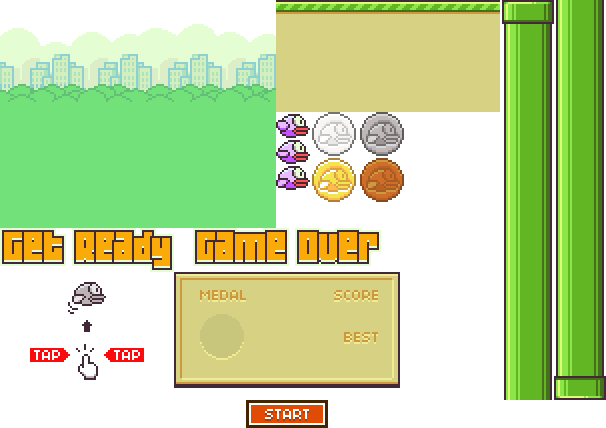 Get Ready
Game Over
MEDAL
SCORE
BEST
TAP
TAP
START